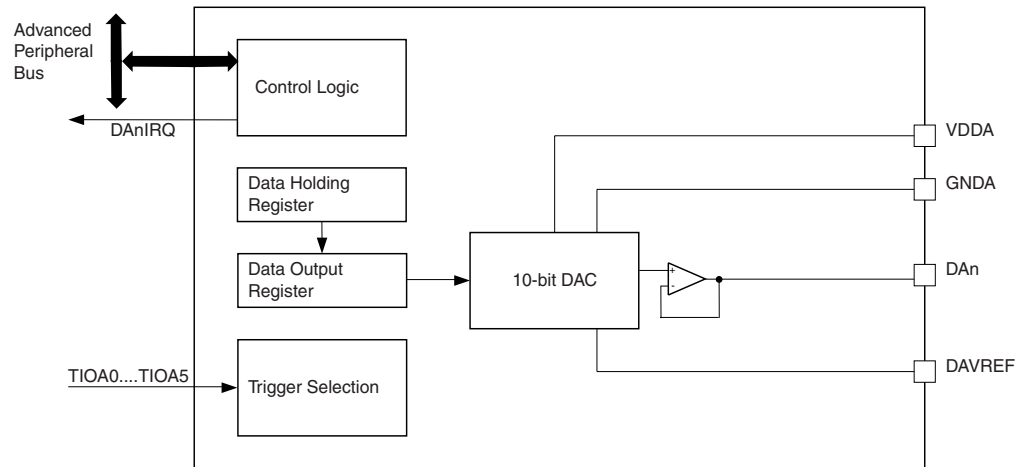 Advanced
Peripheral
Bus
Control Logic
DAnIRQ
VDDA
Data Holding
Register
GNDA
Data Output
Register
10-bit DAC
+
-
DAn
TIOA0....TIOA5
Trigger Selection
DAVREF